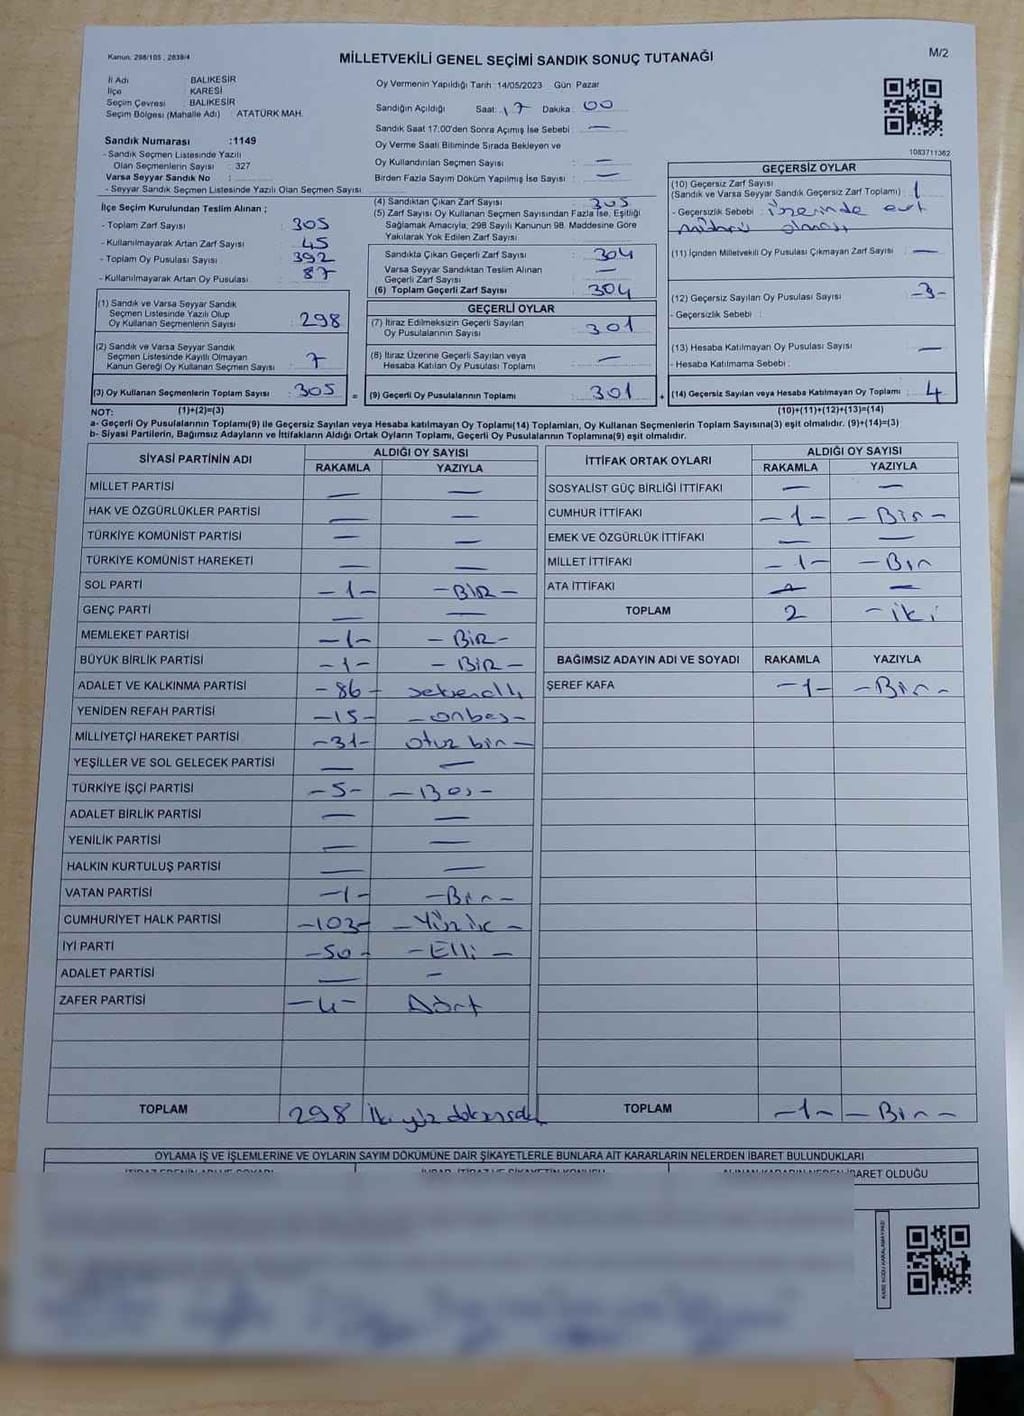 Kanun: 298/105 , 2839/4
MİLLETVEKİLİ GENEL SEÇİMİ SANDIK SONUÇ TUTANAĞI
M/2
İl Adı : BALIKESİR
İlçe : KARESİ
Seçim Çevresi : BALIKESİR
Seçim Bölgesi (Mahalle Adı) : ATATÜRK MAH.
Sandık Numarası :1149
- Sandık Seçmen Listesinde Yazılı
Olan Seçmenlerin Sayısı : 327
Varsa Seyyar Sandık No :
- Seyyar Sandık Seçmen Listesinde Yazılı Olan Seçmen Sayısı
Oy Vermenin Yapıldığı Tarih :14/05/2023 Gün Pazar
Sandığın Açıldığı Saat: 17 Dakika: 00
Sandık Saat 17:00'den Sonra Açımış İse Sebebi : —
Oy Verme Saati Bitiminde Sırada Bekleyen ve
Oy Kullandırılan Seçmen Sayısı : —
Birden Fazla Sayım Döküm Yapılmış İse Sayısı : —
1083711362
İlçe Seçim Kurulundan Teslim Alınan ;
- Toplam Zarf Sayısı : 305
- Kullanılmayarak Artan Zarf Sayısı : 45
- Toplam Oy Pusulası Sayısı : 392
- Kullanılmayarak Artan Oy Pusulası : 87
(1) Sandık ve Varsa Seyyar Sandık
Seçmen Listesinde Yazılı Olup
Oy Kullanan Seçmenlerin Sayısı : 298
(2) Sandık ve Varsa Seyyar Sandık
Seçmen Listesinde Kayıtlı Olmayan
Kanun Gereği Oy Kullanan Seçmen Sayısı : 7
(3) Oy Kullanan Seçmenlerin Toplam Sayısı : 305
(4) Sandıktan Çıkan Zarf Sayısı : 305
(5) Zarf Sayısı Oy Kullanan Seçmen Sayısından Fazla İse, Eşitliği
Sağlamak Amacıyla, 298 Sayılı Kanunun 98. Maddesine Göre
Yakılarak Yok Edilen Zarf Sayısı :
Sandıkta Çıkan Geçerli Zarf Sayısı : 304
Varsa Seyyar Sandıktan Teslim Alınan
Geçerli Zarf Sayısı : —
(6) Toplam Geçerli Zarf Sayısı : 304
GEÇERLİ OYLAR
(7) İtiraz Edilmeksizin Geçerli Sayılan
Oy Pusulalarının Sayısı : 301
(8) İtiraz Üzerine Geçerli Sayılan veya
Hesaba Katılan Oy Pusulası Toplamı : —
= (9) Geçerli Oy Pusulalarının Toplamı : 301
GEÇERSİZ OYLAR
(10) Geçersiz Zarf Sayısı
(Sandık ve Varsa Seyyar Sandık Geçersiz Zarf Toplamı) : 1
- Geçersizlik Sebebi : üzerinde evt
mührü olması
(11) İçinden Milletvekili Oy Pusulası Çıkmayan Zarf Sayısı : —
(12) Geçersiz Sayılan Oy Pusulası Sayısı : -3-
- Geçersizlik Sebebi :
(13) Hesaba Katılmayan Oy Pusulası Sayısı : —
- Hesaba Katılmama Sebebi :
+ (14) Geçersiz Sayılan veya Hesaba Katılmayan Oy Toplamı : 4
NOT: (1)+(2)=(3) (10)+(11)+(12)+(13)=(14)
a- Geçerli Oy Pusulalarının Toplamı(9) ile Geçersiz Sayılan veya Hesaba katılmayan Oy Toplamı(14) Toplamları, Oy Kullanan Seçmenlerin Toplam Sayısına(3) eşit olmalıdır. (9)+(14)=(3)
b- Siyasi Partilerin, Bağımsız Adayların ve İttifakların Aldığı Ortak Oyların Toplamı, Geçerli Oy Pusulalarının Toplamına(9) eşit olmalıdır.
SİYASİ PARTİNİN ADI ALDIĞI OY SAYISI
RAKAMLA YAZIYLA
MİLLET PARTİSİ — —
HAK VE ÖZGÜRLÜKLER PARTİSİ — —
TÜRKİYE KOMÜNİST PARTİSİ — —
TÜRKİYE KOMÜNİST HAREKETİ — —
SOL PARTİ -1- -BİR-
GENÇ PARTİ — —
MEMLEKET PARTİSİ -1- -BİR-
BÜYÜK BİRLİK PARTİSİ -1- -BİR-
ADALET VE KALKINMA PARTİSİ -86-
YENİDEN REFAH PARTİSİ -15- -onbeş-
MİLLİYETÇİ HAREKET PARTİSİ -31- otuz bir-
YEŞİLLER VE SOL GELECEK PARTİSİ — —
TÜRKİYE İŞÇİ PARTİSİ -5- -Beş-
ADALET BİRLİK PARTİSİ — —
YENİLİK PARTİSİ — —
HALKIN KURTULUŞ PARTİSİ — —
VATAN PARTİSİ -1- -Bir-
CUMHURİYET HALK PARTİSİ -103- -Yüzüç-
İYİ PARTİ -50- -Elli-
ADALET PARTİSİ — —
ZAFER PARTİSİ -4- Dört
TOPLAM 298 İki yüz doksansekiz
İTTİFAK ORTAK OYLARI ALDIĞI OY SAYISI
RAKAMLA YAZIYLA
SOSYALİST GÜÇ BİRLİĞİ İTTİFAKI — —
CUMHUR İTTİFAKI -1- -Bir-
EMEK VE ÖZGÜRLÜK İTTİFAKI — —
MİLLET İTTİFAKI -1- -Bir
ATA İTTİFAKI — —
TOPLAM 2 -iki
BAĞIMSIZ ADAYIN ADI VE SOYADI RAKAMLA YAZIYLA
ŞEREF KAFA -1- -Bir-
TOPLAM -1- -Bir-
OYLAMA İŞ VE İŞLEMLERİNE VE OYLARIN SAYIM DÖKÜMÜNE DAİR ŞİKAYETLERLE BUNLARA AİT KARARLARIN NELERDEN İBARET BULUNDUKLARI
İBARET OLDUĞU